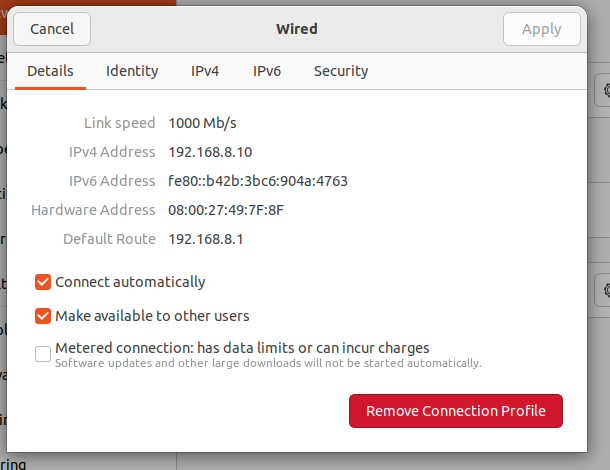 Cancel
Wired
Apply
Details
Identity
IPv4
IPv6
Security
Link speed 1000 Mb/s
IPv4 Address 192.168.8.10
IPv6 Address fe80::b42b:3bc6:904a:4763
Hardware Address 08:00:27:49:7F:8F
Default Route 192.168.8.1
Connect automatically
Make available to other users
Metered connection: has data limits or can incur charges
Software updates and other large downloads will not be started automatically.
Remove Connection Profile
ring